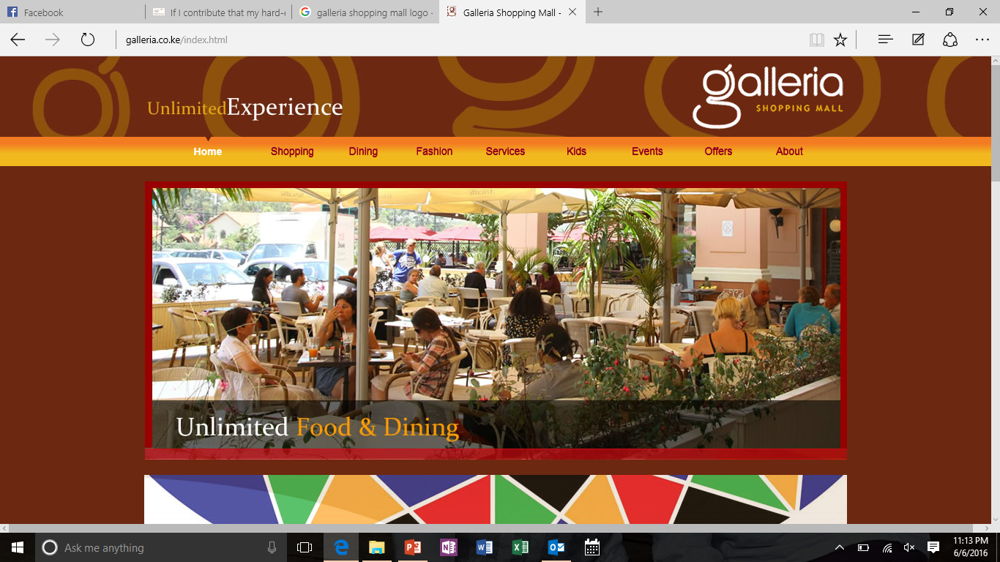 Facebook
If I contribute that my hard-e
galleria shopping mall logo -
Galleria Shopping Mall -
galleria.co.ke/index.html
UnlimitedExperience
galleria
SHOPPING MALL
Home Shopping Dining Fashion Services Kids Events Offers About
Unlimited Food & Dining
Ask me anything
11:13 PM
6/6/2016